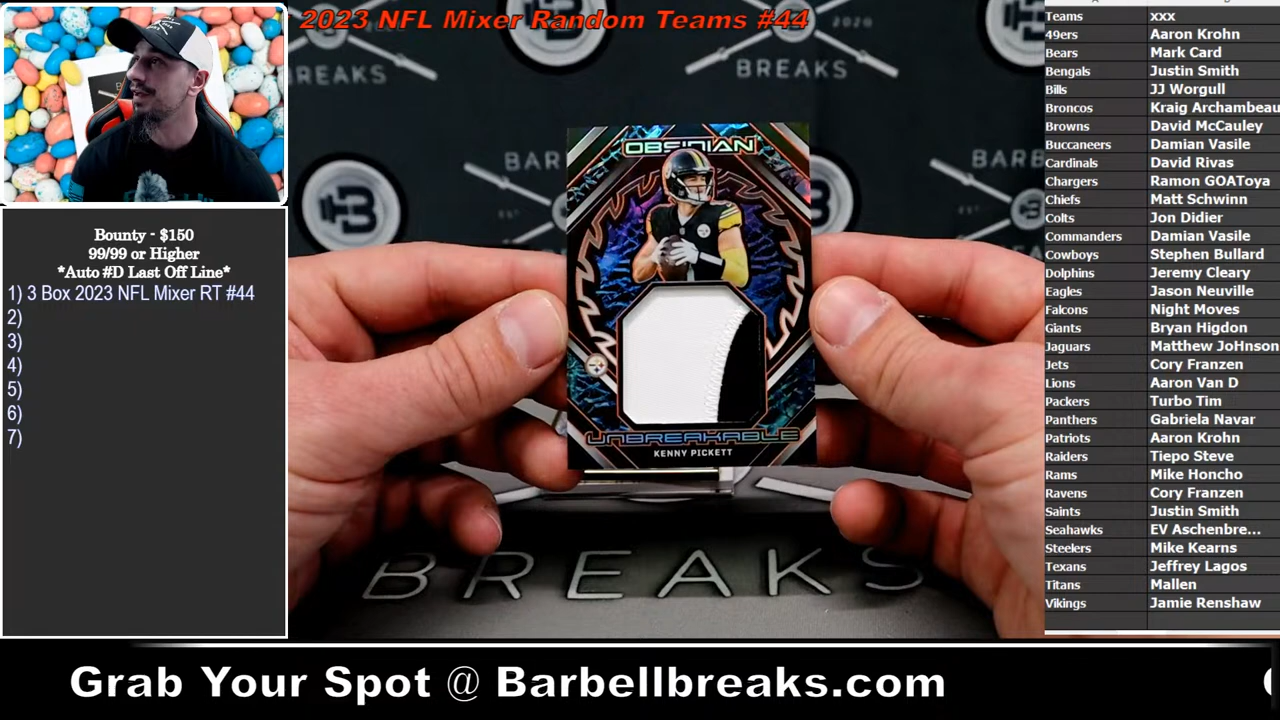 2023 NFL Mixer Random Teams #44
BREAKS
2020
BREAKS
BARB
BARB
EST
EST
Bounty - $150
99/99 or Higher
*Auto #D Last Off Line*
1) 3 Box 2023 NFL Mixer RT #44
2)
3)
4)
5)
6)
7)
OBSIDIAN
UNBREAKABLE
KENNY PICKETT
BREAKS
Teams xxx
49ers Aaron Krohn
Bears Mark Card
Bengals Justin Smith
Bills JJ Worgull
Broncos Kraig Archambeau
Browns David McCauley
Buccaneers Damian Vasile
Cardinals David Rivas
Chargers Ramon GOAToya
Chiefs Matt Schwinn
Colts Jon Didier
Commanders Damian Vasile
Cowboys Stephen Bullard
Dolphins Jeremy Cleary
Eagles Jason Neuville
Falcons Night Moves
Giants Bryan Higdon
Jaguars Matthew JoHnson
Jets Cory Franzen
Lions Aaron Van D
Packers Turbo Tim
Panthers Gabriela Navar
Patriots Aaron Krohn
Raiders Tiepo Steve
Rams Mike Honcho
Ravens Cory Franzen
Saints Justin Smith
Seahawks EV Aschenbre...
Steelers Mike Kearns
Texans Jeffrey Lagos
Titans Mallen
Vikings Jamie Renshaw
Grab Your Spot @ Barbellbreaks.com